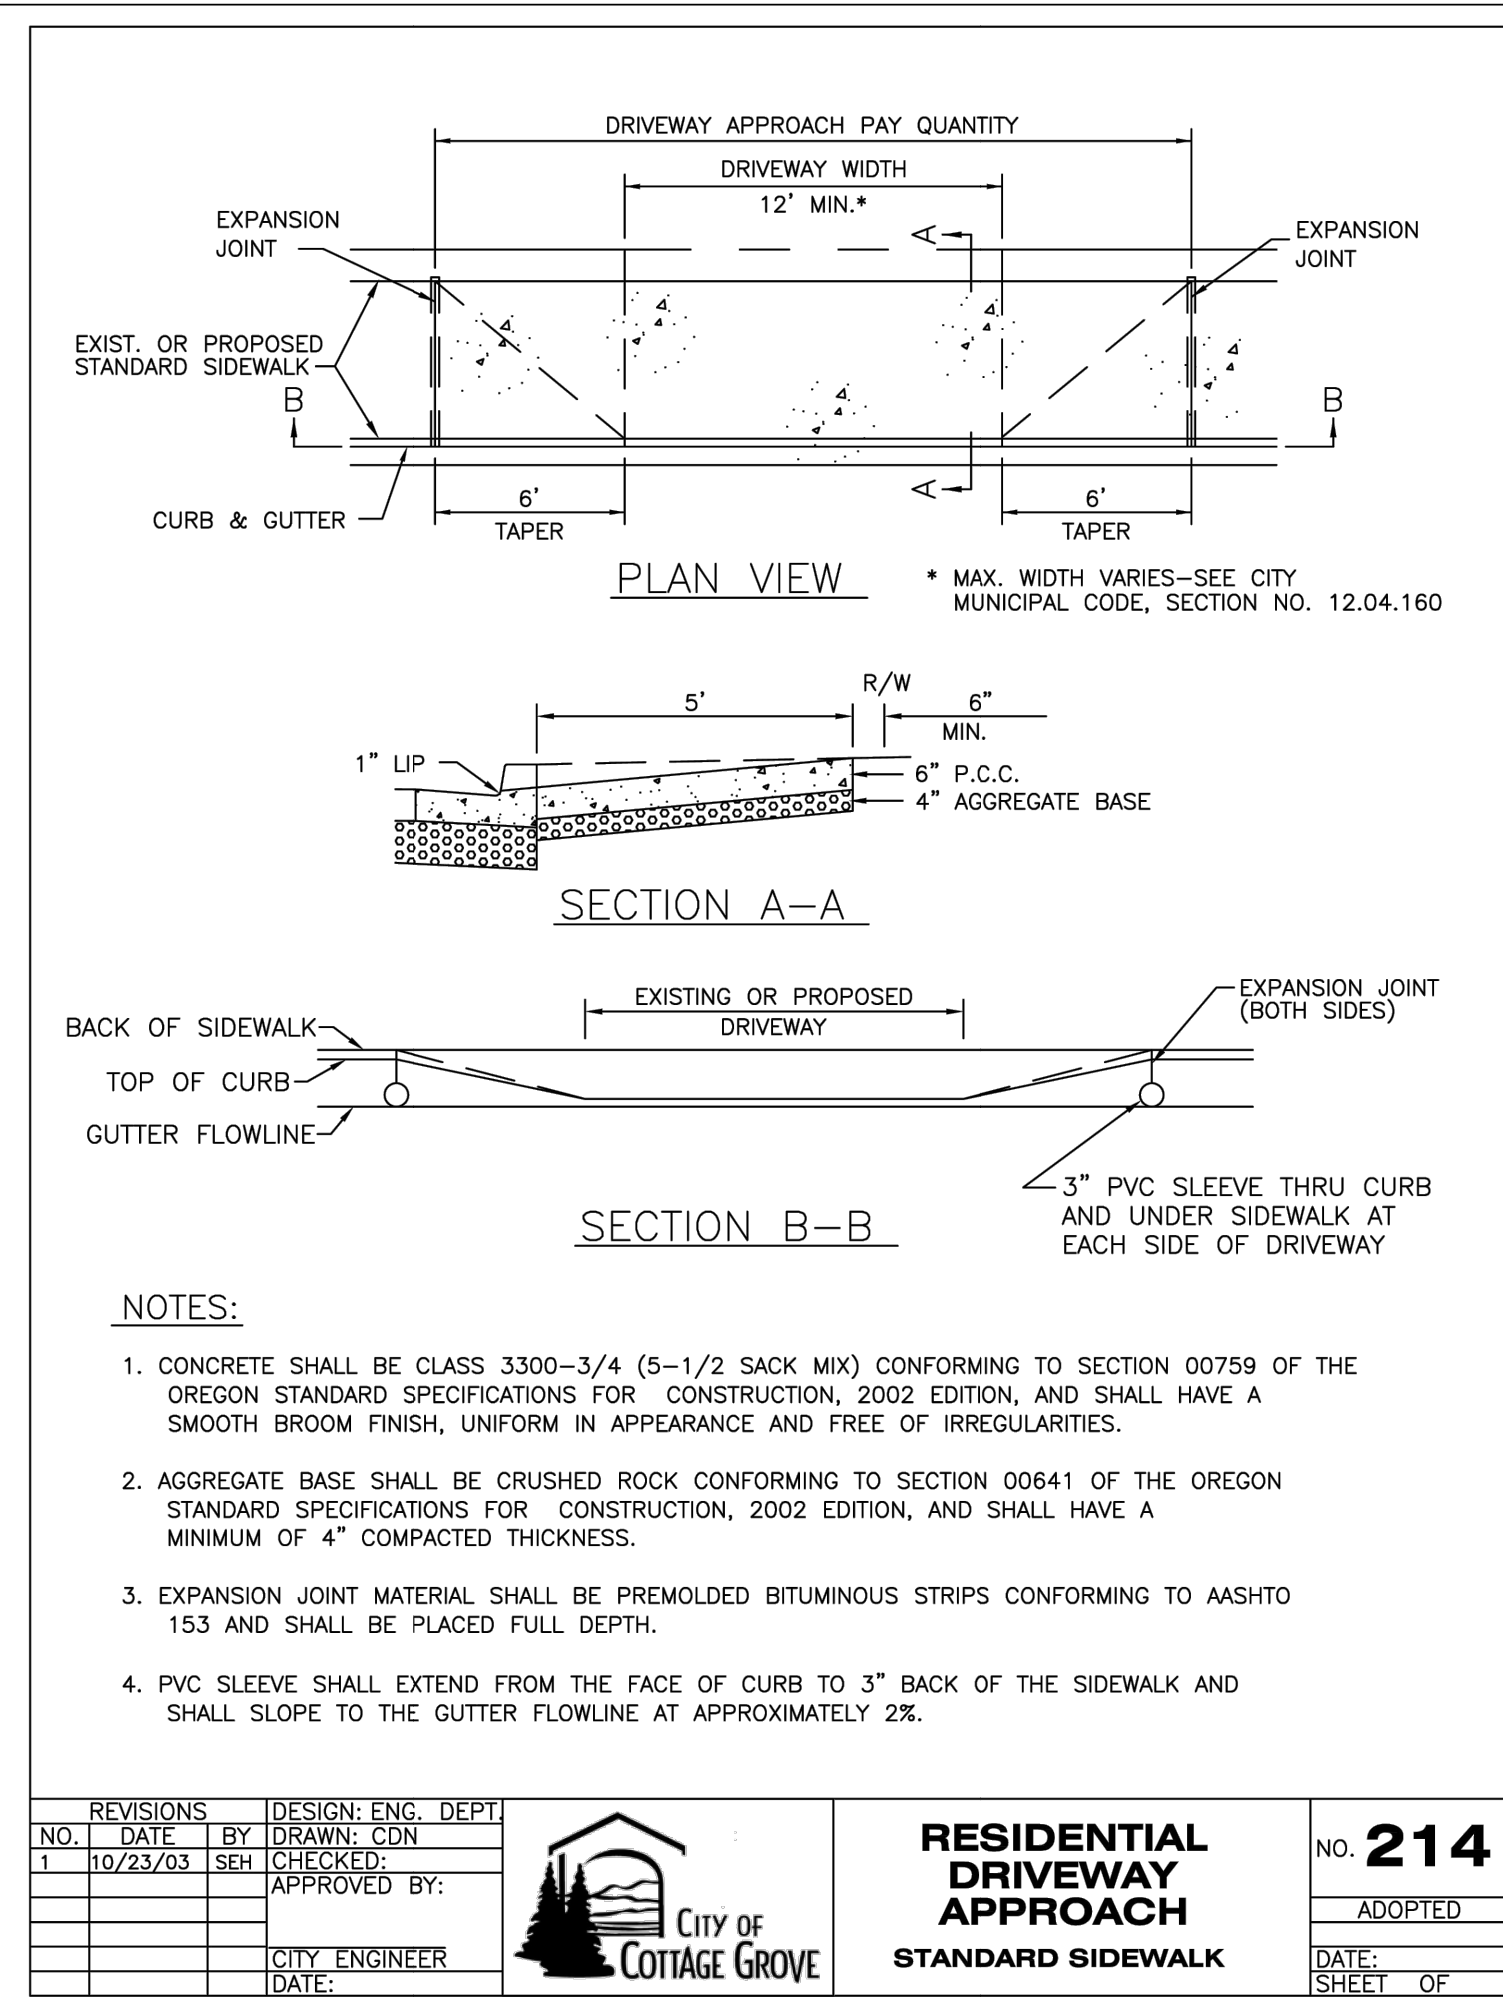 DRIVEWAY APPROACH PAY QUANTITY
DRIVEWAY WIDTH
12' MIN.*
EXPANSION
JOINT
A
EXPANSION
JOINT
EXIST. OR PROPOSED
STANDARD SIDEWALK
B
B
CURB & GUTTER
6'
TAPER
A
6'
TAPER
PLAN VIEW
* MAX. WIDTH VARIES-SEE CITY
MUNICIPAL CODE, SECTION NO. 12.04.160
5'
R/W
6"
MIN.
1" LIP
6" P.C.C.
4" AGGREGATE BASE
SECTION A-A
EXISTING OR PROPOSED
DRIVEWAY
EXPANSION JOINT
(BOTH SIDES)
BACK OF SIDEWALK
TOP OF CURB
GUTTER FLOWLINE
3" PVC SLEEVE THRU CURB
AND UNDER SIDEWALK AT
EACH SIDE OF DRIVEWAY
SECTION B-B
NOTES:
1. CONCRETE SHALL BE CLASS 3300-3/4 (5-1/2 SACK MIX) CONFORMING TO SECTION 00759 OF THE
OREGON STANDARD SPECIFICATIONS FOR CONSTRUCTION, 2002 EDITION, AND SHALL HAVE A
SMOOTH BROOM FINISH, UNIFORM IN APPEARANCE AND FREE OF IRREGULARITIES.
2. AGGREGATE BASE SHALL BE CRUSHED ROCK CONFORMING TO SECTION 00641 OF THE OREGON
STANDARD SPECIFICATIONS FOR CONSTRUCTION, 2002 EDITION, AND SHALL HAVE A
MINIMUM OF 4" COMPACTED THICKNESS.
3. EXPANSION JOINT MATERIAL SHALL BE PREMOLDED BITUMINOUS STRIPS CONFORMING TO AASHTO
153 AND SHALL BE PLACED FULL DEPTH.
4. PVC SLEEVE SHALL EXTEND FROM THE FACE OF CURB TO 3" BACK OF THE SIDEWALK AND
SHALL SLOPE TO THE GUTTER FLOWLINE AT APPROXIMATELY 2%.
REVISIONS
NO. DATE BY
1 10/23/03 SEH
DESIGN: ENG. DEPT.
DRAWN: CDN
CHECKED:
APPROVED BY:
CITY ENGINEER
DATE:
CITY OF
COTTAGE GROVE
RESIDENTIAL
DRIVEWAY
APPROACH
STANDARD SIDEWALK
NO. 214
ADOPTED
DATE:
SHEET OF